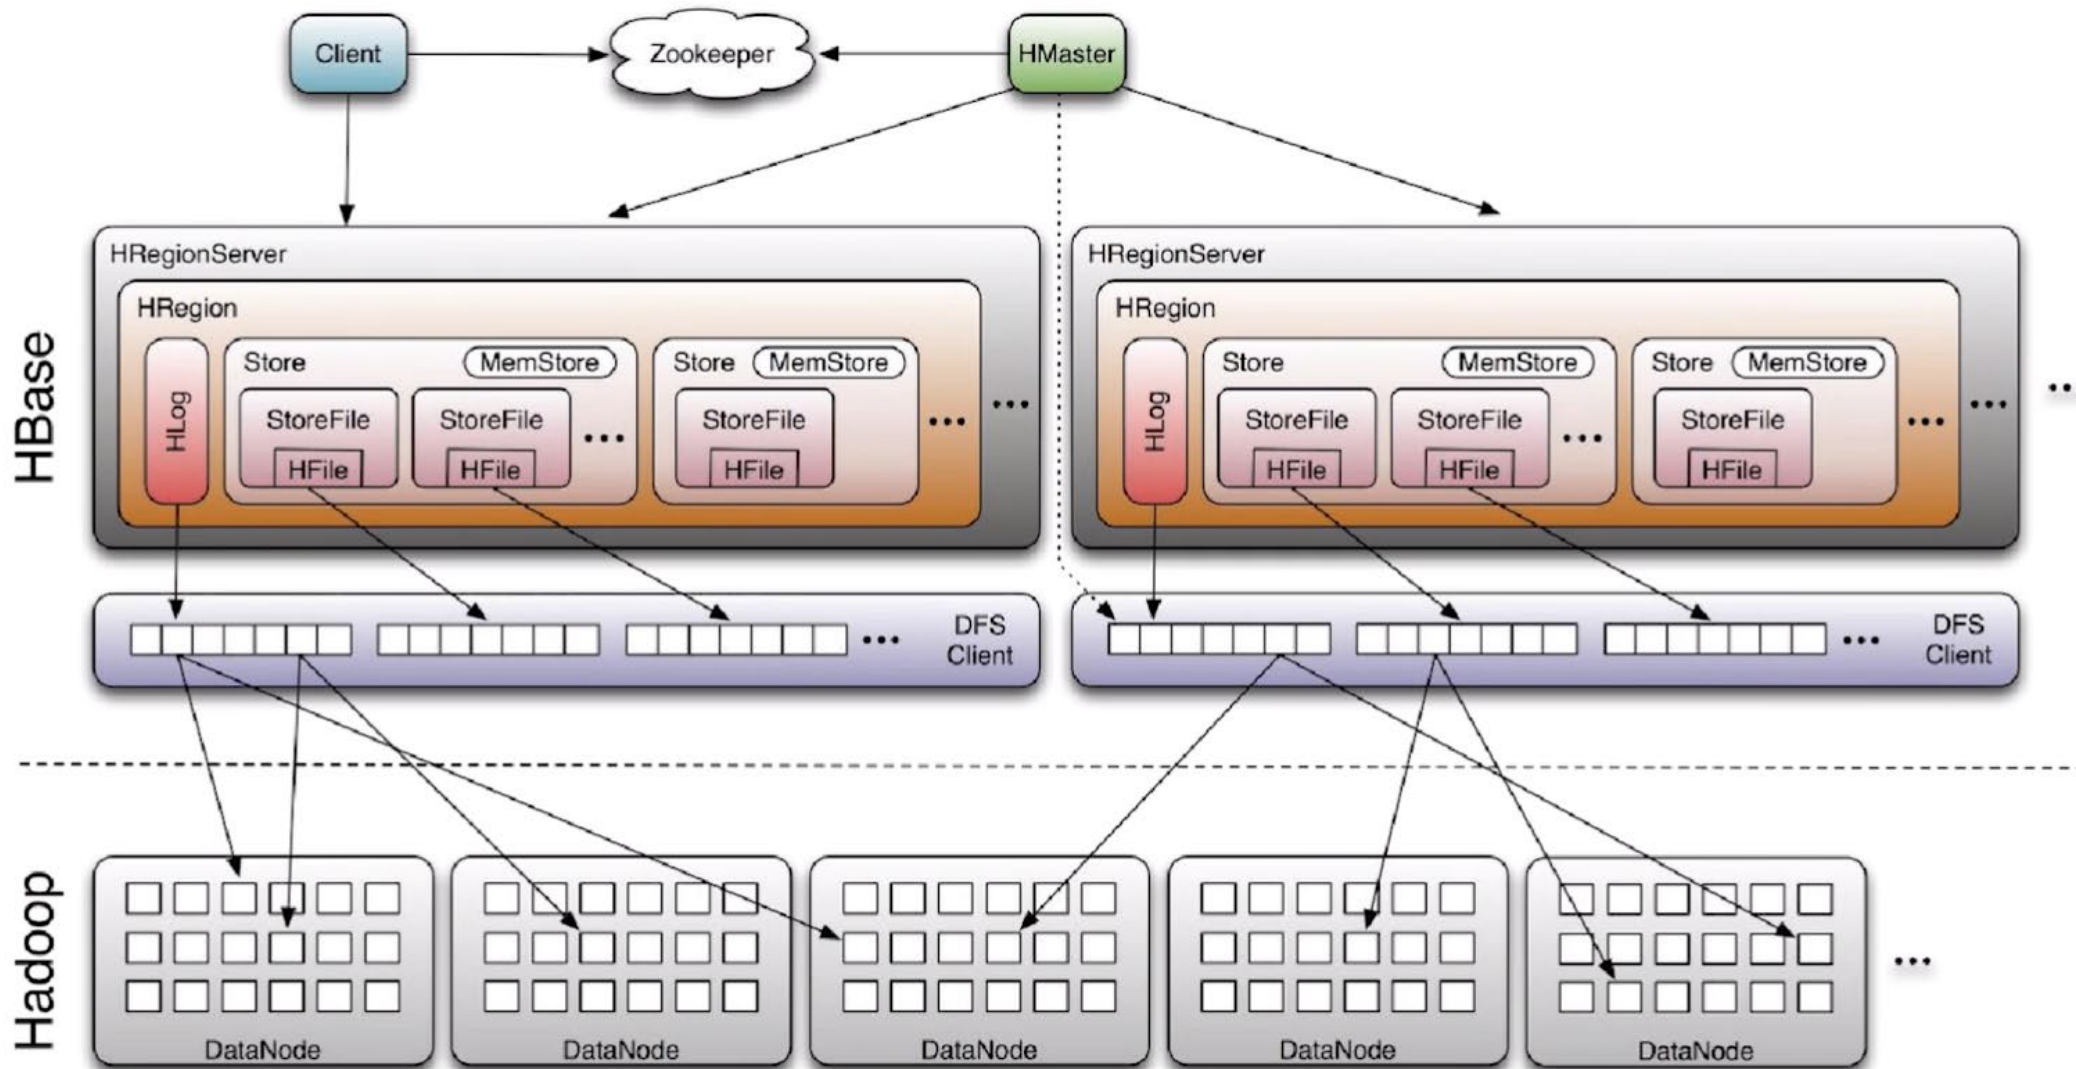 Client
Zookeeper
HMaster
HBase
HRegionServer
HRegion
HLog
Store
MemStore
StoreFile
HFile
StoreFile
HFile
...
Store
MemStore
StoreFile
HFile
...
...
HRegionServer
HRegion
HLog
Store
MemStore
StoreFile
HFile
StoreFile
HFile
...
Store
MemStore
StoreFile
HFile
...
...
...
...
DFS
Client
...
DFS
Client
Hadoop
DataNode
DataNode
DataNode
DataNode
DataNode
...